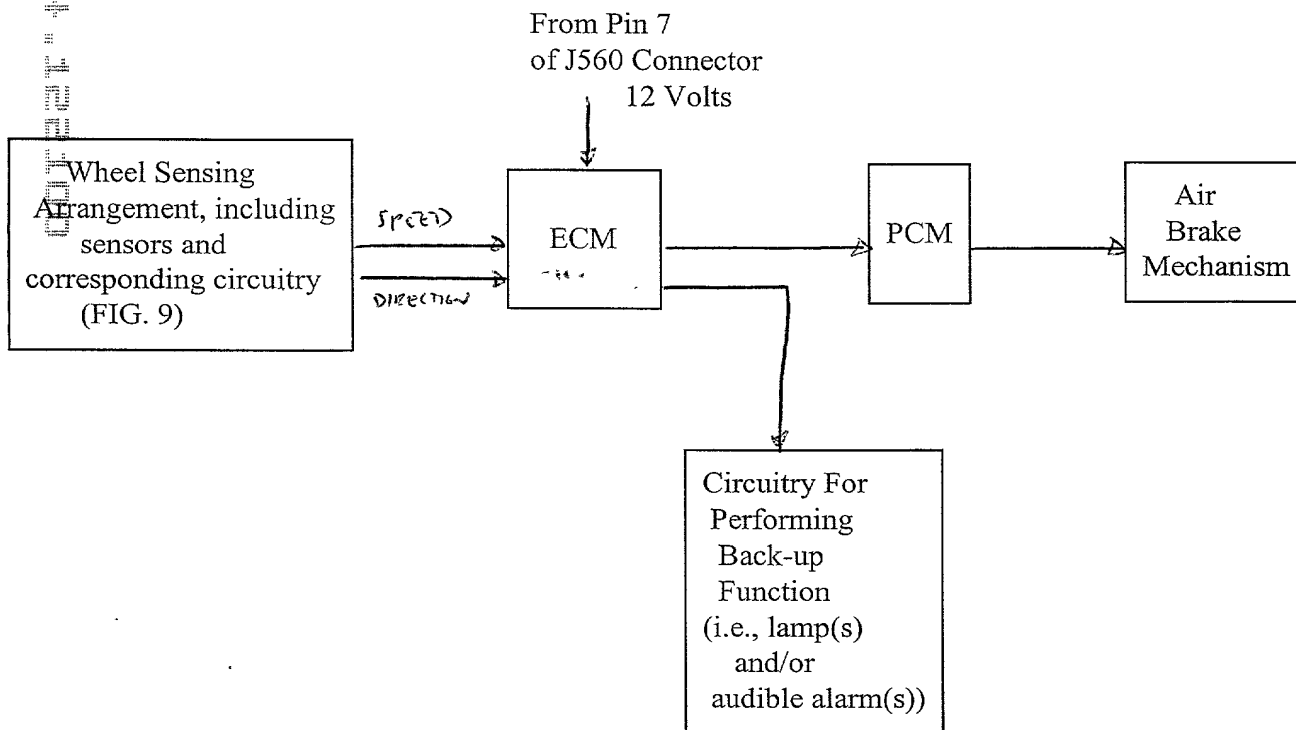 From Pin 7
of J560 Connector
12 Volts
Wheel Sensing
Arrangement, including
sensors and
corresponding circuitry
(FIG. 9)
SPEED
DIRECTION
ECM
PCM
Air
Brake
Mechanism
Circuitry For
Performing
Back-up
Function
(i.e., lamp(s)
and/or
audible alarm(s))